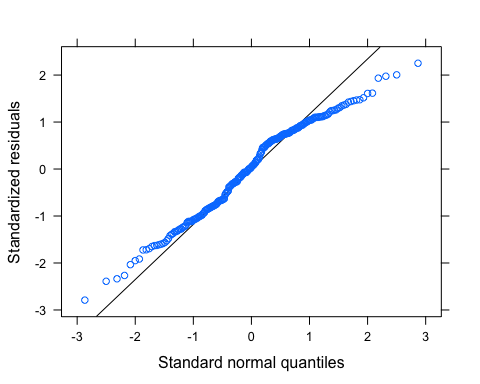 2
1
0
-1
-2
-3
Standardized residuals
-3 -2 -1 0 1 2 3
Standard normal quantiles